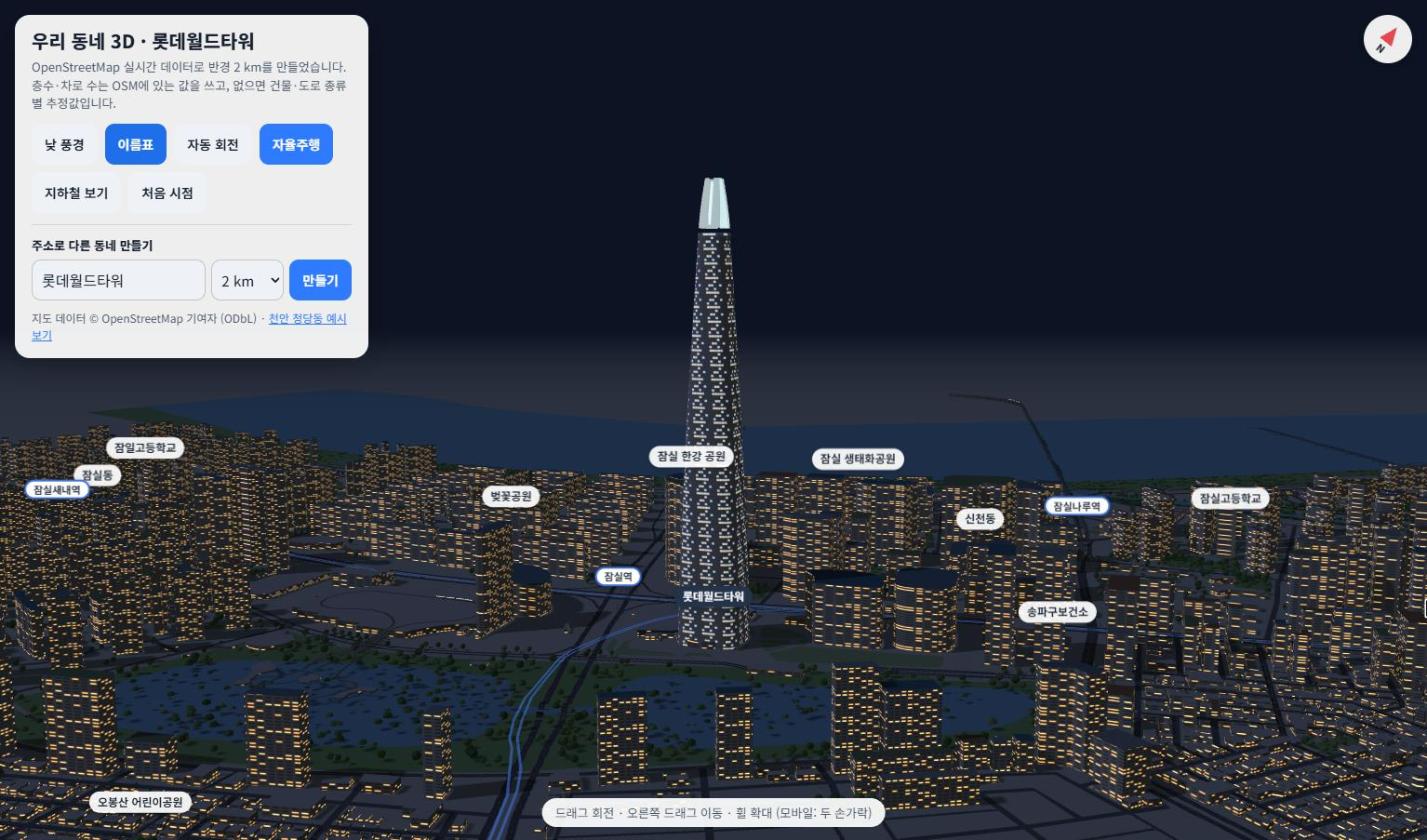 우리 동네 3D · 롯데월드타워
OpenStreetMap 실시간 데이터로 반경 2 km를 만들었습니다.
층수·차로 수는 OSM에 있는 값을 쓰고, 없으면 건물·도로 종류
별 추정값입니다.
낮 풍경
이름표
자동 회전
자율주행
지하철 보기
처음 시점
주소로 다른 동네 만들기
롯데월드타워
2 km
만들기
지도 데이터 © OpenStreetMap 기여자 (ODbL) · 천안 청당동 예시
보기
N
잠일고등학교
잠실동
잠실새내역
벚꽃공원
잠실 한강 공원
잠실 생태화공원
신천동
잠실나루역
잠실고등학교
잠실역
롯데월드타워
송파구보건소
오봉산 어린이공원
드래그 회전 · 오른쪽 드래그 이동 · 휠 확대 (모바일: 두 손가락)